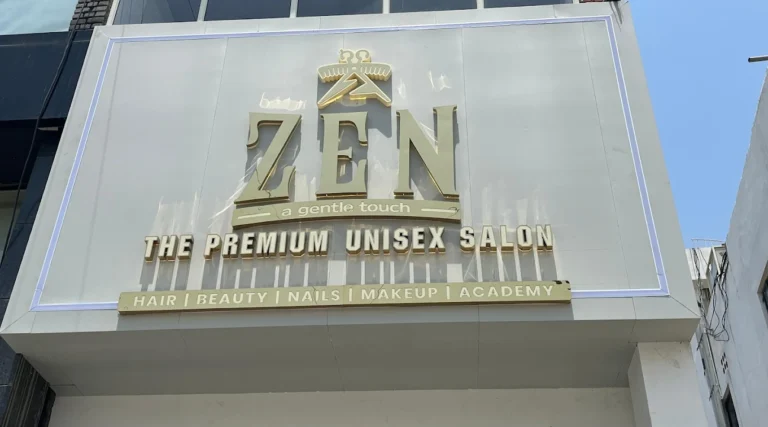 ZEN
a gentle touch
THE PREMIUM UNISEX SALON
HAIR | BEAUTY | NAILS | MAKEUP | ACADEMY